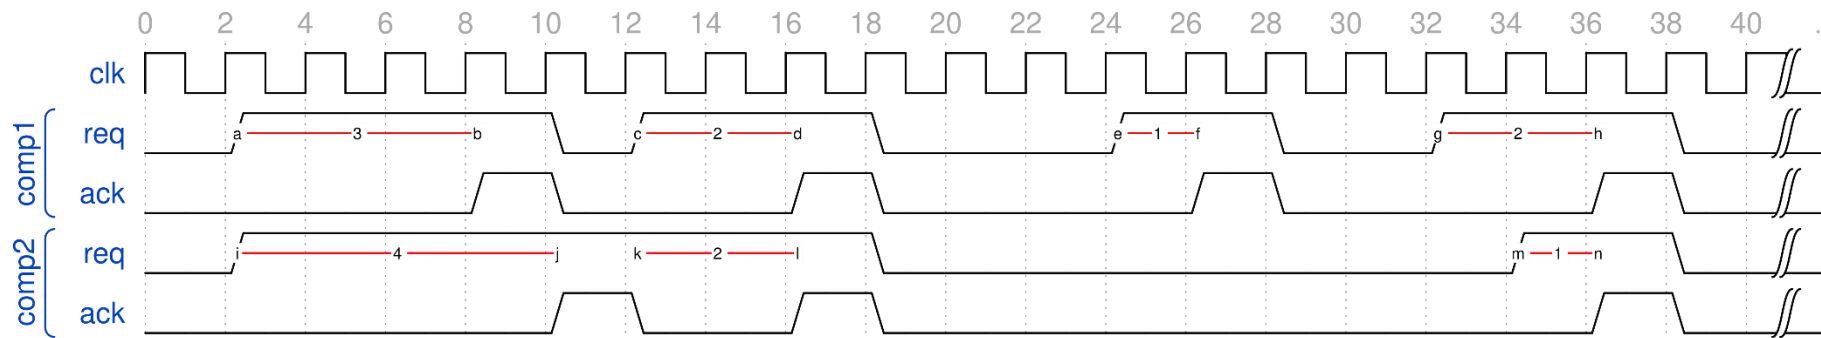 0 2 4 6 8 10 12 14 16 18 20 22 24 26 28 30 32 34 36 38 40 .
clk
comp1
req a 3 b c 2 d e 1 f g 2 h
ack
comp2
req i 4 j k 2 l m 1 n
ack